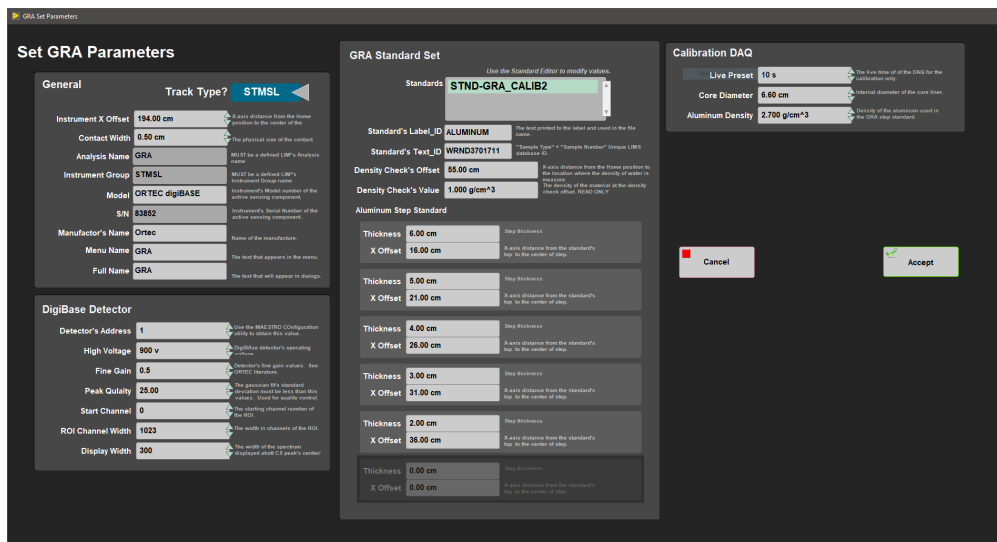 GRA Set Parameters
Set GRA Parameters
General
Track Type? STMSL
Instrument X Offset 194.00 cm X-axis distance from the Home
position to the center of the
Contact Width 0.50 cm The physical size of the contact
Analysis Name GRA MUST be a defined LIM"s Analysis
name
Instrument Group STMSL MUST be a defined LIM"s
Instrument Group name
Model ORTEC digiBASE Instrument's Model number of the
active sensing component.
S/N 83852 Instrument's Serial Number of the
active sensing component.
Manufactor's Name Ortec Name of the manufacture.
Menu Name GRA The text that appears in the menu.
Full Name GRA The text that will appear in dialogs.
DigiBase Detector
Detector's Address 1 Use the MAESTRO COnfiguration
utility to obtain this value.
High Voltage 900 v DigiBAse detector's operating
voltage
Fine Gain 0.5 Detector's fine gain values. See
ORTEC literature.
Peak Qulaity 25.00 The gaussian fit's standard
deviation must be less than this
values. Used for quality control.
Start Channel 0 The starting channel number of
the ROI.
ROI Channel Width 1023 The width in channels of the ROI.
Display Width 300 The width of the spectrum
displayed abott CS peak's center/
GRA Standard Set
Use the Standard Editor to modify values.
Standards STND-GRA_CALIB2
Standard's Label_ID ALUMINUM The text printed to the label and used in the file
name.
Standard's Text_ID WRND3701711 "Sample Type" + "Sample Number" Unique LIMS
database ID.
Density Check's Offset 55.00 cm X-axis distance from the Home position to
the location where the density of water is
measure.
Density Check's Value 1.000 g/cm^3 The density of the material at the density
check offset. READ ONLY
Aluminum Step Standard
Thickness 6.00 cm Step thickness
X Offset 16.00 cm X-axis distance from the standard's
top to the center of step.
Thickness 5.00 cm Step thickness
X Offset 21.00 cm X-axis distance from the standard's
top to the center of step.
Thickness 4.00 cm Step thickness
X Offset 26.00 cm X-axis distance from the standard's
top to the center of step.
Thickness 3.00 cm Step thickness
X Offset 31.00 cm X-axis distance from the standard's
top to the center of step.
Thickness 2.00 cm Step thickness
X Offset 36.00 cm X-axis distance from the standard's
top to the center of step.
Thickness 0.00 cm Step thickness
X Offset 0.00 cm X-axis distance from the standard's
top to the center of step.
Calibration DAQ
Live Preset 10 s The live time of of the DAQ for the
calibration only.
Core Diameter 6.60 cm Internal diameter of the core liner.
Aluminum Density 2.700 g/cm^3 Density of the aluminum used in
the GRA step standard.
Cancel
Accept